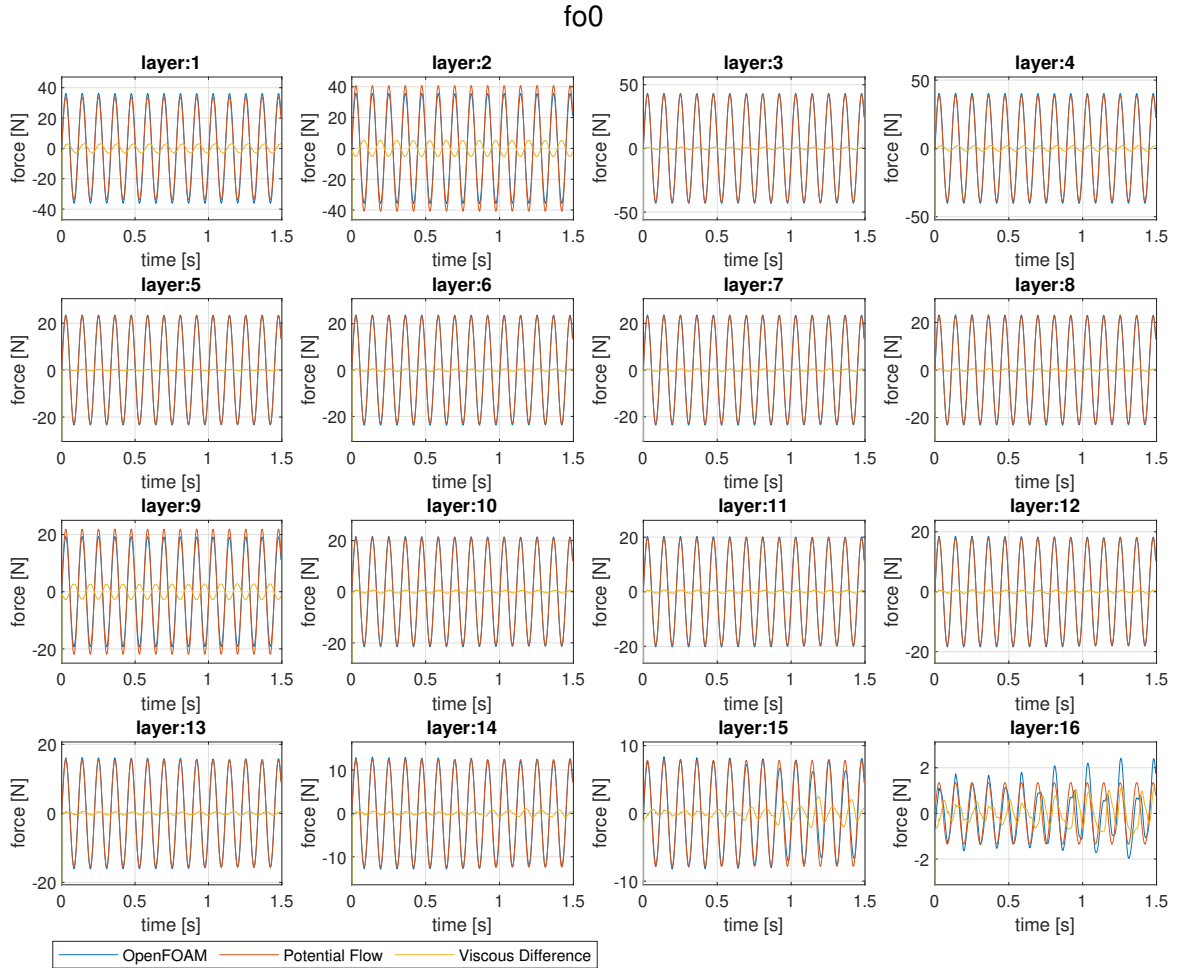 fo0
layer:1
layer:2
layer:3
layer:4
force [N]
40
20
0
-20
-40
0
0.5
1
1.5
time [s]
force [N]
40
20
0
-20
-40
0
0.5
1
1.5
time [s]
force [N]
50
0
-50
0
0.5
1
1.5
time [s]
force [N]
50
0
-50
0
0.5
1
1.5
time [s]
layer:5
layer:6
layer:7
layer:8
force [N]
20
0
-20
0
0.5
1
1.5
time [s]
force [N]
20
0
-20
0
0.5
1
1.5
time [s]
force [N]
20
0
-20
0
0.5
1
1.5
time [s]
force [N]
20
0
-20
0
0.5
1
1.5
time [s]
layer:9
layer:10
layer:11
layer:12
force [N]
20
0
-20
0
0.5
1
1.5
time [s]
force [N]
20
0
-20
0
0.5
1
1.5
time [s]
force [N]
20
0
-20
0
0.5
1
1.5
time [s]
force [N]
20
0
-20
0
0.5
1
1.5
time [s]
layer:13
layer:14
layer:15
layer:16
force [N]
20
0
-20
0
0.5
1
1.5
time [s]
force [N]
10
0
-10
0
0.5
1
1.5
time [s]
force [N]
10
0
-10
0
0.5
1
1.5
time [s]
force [N]
2
0
-2
0
0.5
1
1.5
time [s]
OpenFOAM
Potential Flow
Viscous Difference